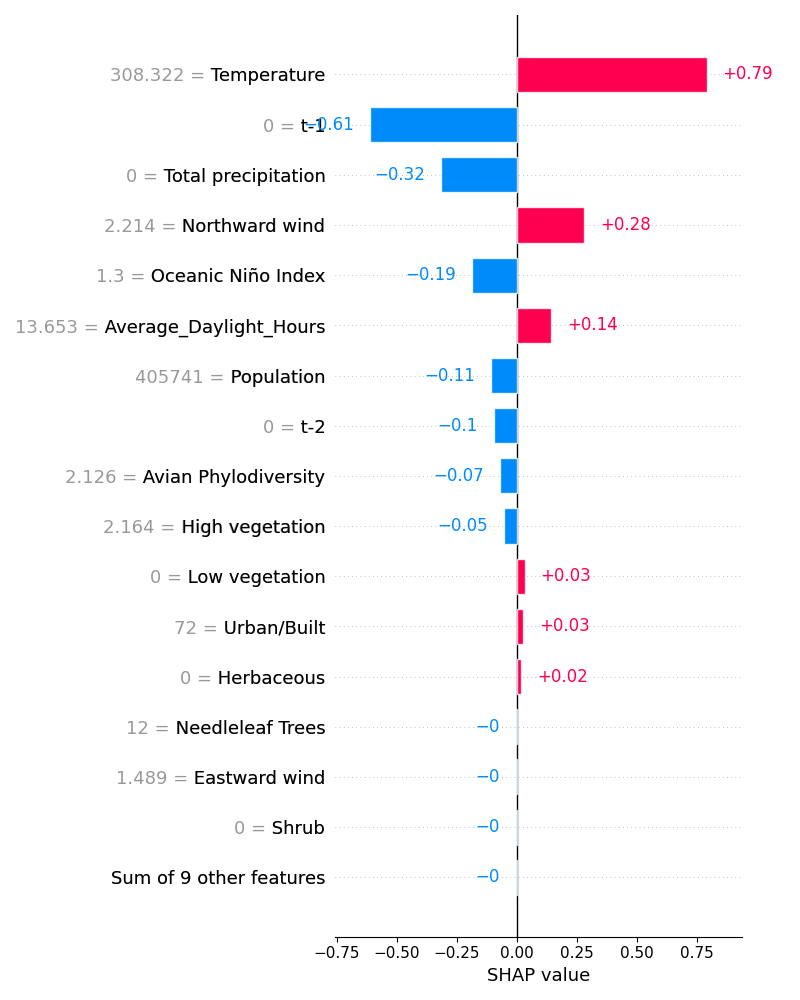 308.322 = Temperature +0.79
0 = t-1 −0.61
0 = Total precipitation −0.32
2.214 = Northward wind +0.28
1.3 = Oceanic Niño Index −0.19
13.653 = Average_Daylight_Hours +0.14
405741 = Population −0.11
0 = t-2 −0.1
2.126 = Avian Phylodiversity −0.07
2.164 = High vegetation −0.05
0 = Low vegetation +0.03
72 = Urban/Built +0.03
0 = Herbaceous +0.02
12 = Needleleaf Trees −0
1.489 = Eastward wind −0
0 = Shrub −0
Sum of 9 other features −0
−0.75 −0.50 −0.25 0.00 0.25 0.50 0.75
SHAP value